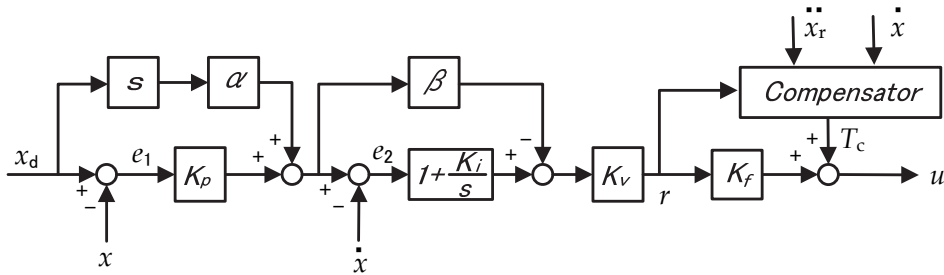 ẍr
ẋ
s
α
β
Compensator
xd
e1
Kp
e2
1+Ki/s
Kv
r
Kf
Tc
u
x
ẋ
+
−
+
+
+
−
+
−
+
+